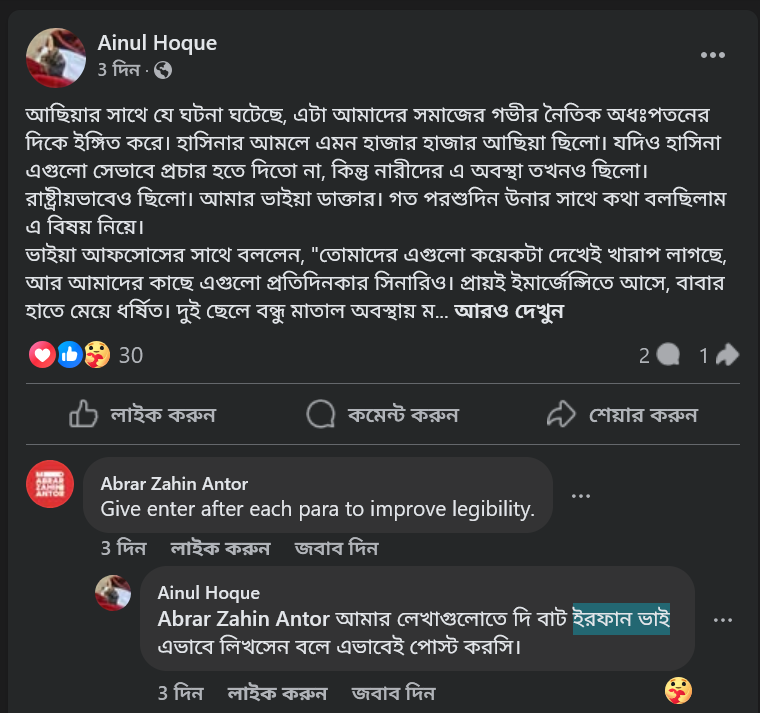 Ainul Hoque
3 দিন ·
আছিয়ার সাথে যে ঘটনা ঘটেছে, এটা আমাদের সমাজের গভীর নৈতিক অধঃপতনের
দিকে ইঙ্গিত করে। হাসিনার আমলে এমন হাজার হাজার আছিয়া ছিলো। যদিও হাসিনা
এগুলো সেভাবে প্রচার হতে দিতো না, কিন্তু নারীদের এ অবস্থা তখনও ছিলো।
রাষ্ট্রীয়ভাবেও ছিলো। আমার ভাইয়া ডাক্তার। গত পরশুদিন উনার সাথে কথা বলছিলাম
এ বিষয় নিয়ে।
ভাইয়া আফসোসের সাথে বললেন, "তোমাদের এগুলো কয়েকটা দেখেই খারাপ লাগছে,
আর আমাদের কাছে এগুলো প্রতিদিনকার সিনারিও। প্রায়ই ইমার্জেন্সিতে আসে, বাবার
হাতে মেয়ে ধর্ষিত। দুই ছেলে বন্ধু মাতাল অবস্থায় ম... আরও দেখুন
30 2 1
লাইক করুন কমেন্ট করুন শেয়ার করুন
ABRAR
ZAHIN
ANTOR
Abrar Zahin Antor
Give enter after each para to improve legibility.
3 দিন লাইক করুন জবাব দিন
Ainul Hoque
Abrar Zahin Antor আমার লেখাগুলোতে দি বাট ইরফান ভাই
এভাবে লিখসেন বলে এভাবেই পোস্ট করসি।
3 দিন লাইক করুন জবাব দিন